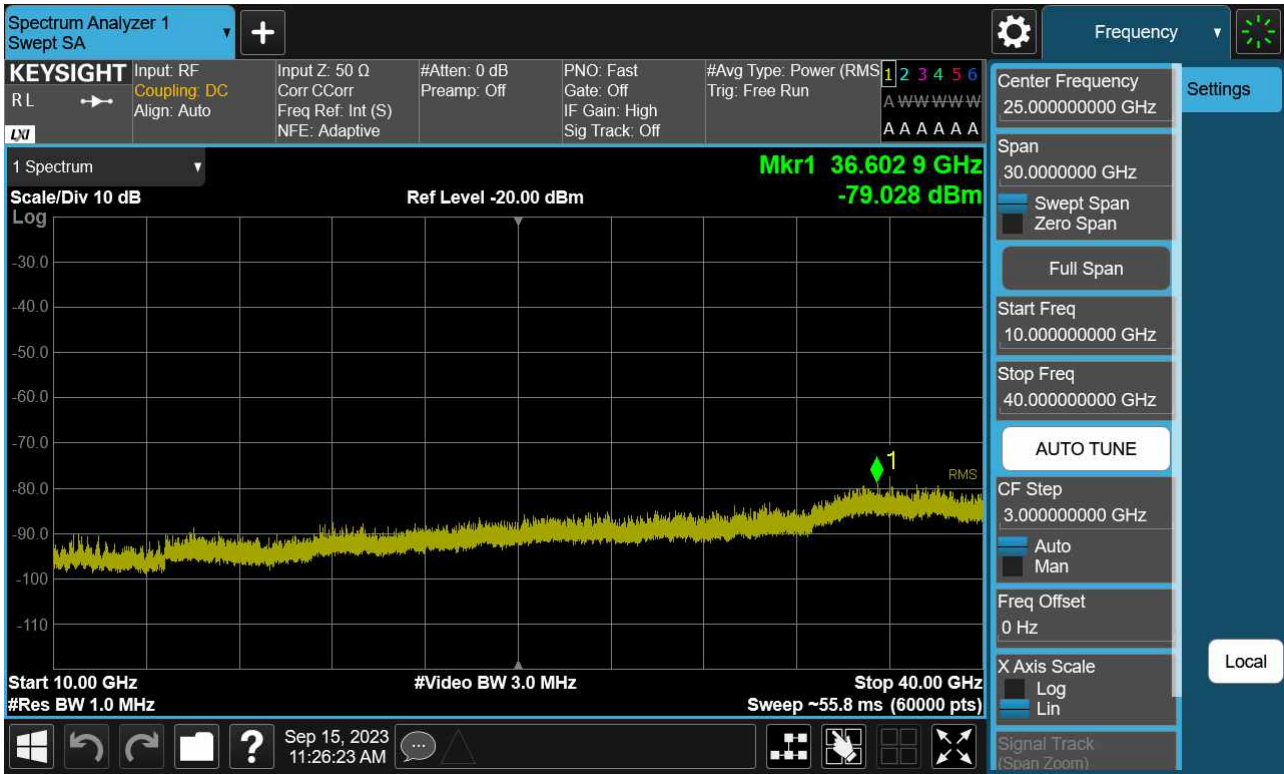 Spectrum Analyzer 1
Swept SA
Frequency
KEYSIGHT
R L
LXI
Input: RF
Coupling: DC
Align: Auto
Input Z: 50 Ω
Corr CCorr
Freq Ref: Int (S)
NFE: Adaptive
#Atten: 0 dB
Preamp: Off
PNO: Fast
Gate: Off
IF Gain: High
Sig Track: Off
#Avg Type: Power (RMS
Trig: Free Run
1 2 3 4 5 6
A W W W W W
A A A A A A
1 Spectrum
Mkr1 36.602 9 GHz
-79.028 dBm
Scale/Div 10 dB
Ref Level -20.00 dBm
Log
-30.0
-40.0
-50.0
-60.0
-70.0
-80.0
-90.0
-100
-110
1
RMS
Start 10.00 GHz
#Video BW 3.0 MHz
Stop 40.00 GHz
#Res BW 1.0 MHz
Sweep ~55.8 ms (60000 pts)
Sep 15, 2023
11:26:23 AM
Center Frequency
25.000000000 GHz
Span
30.0000000 GHz
Swept Span
Zero Span
Full Span
Start Freq
10.000000000 GHz
Stop Freq
40.000000000 GHz
AUTO TUNE
CF Step
3.000000000 GHz
Auto
Man
Freq Offset
0 Hz
X Axis Scale
Log
Lin
Signal Track
(Span Zoom)
Settings
Local